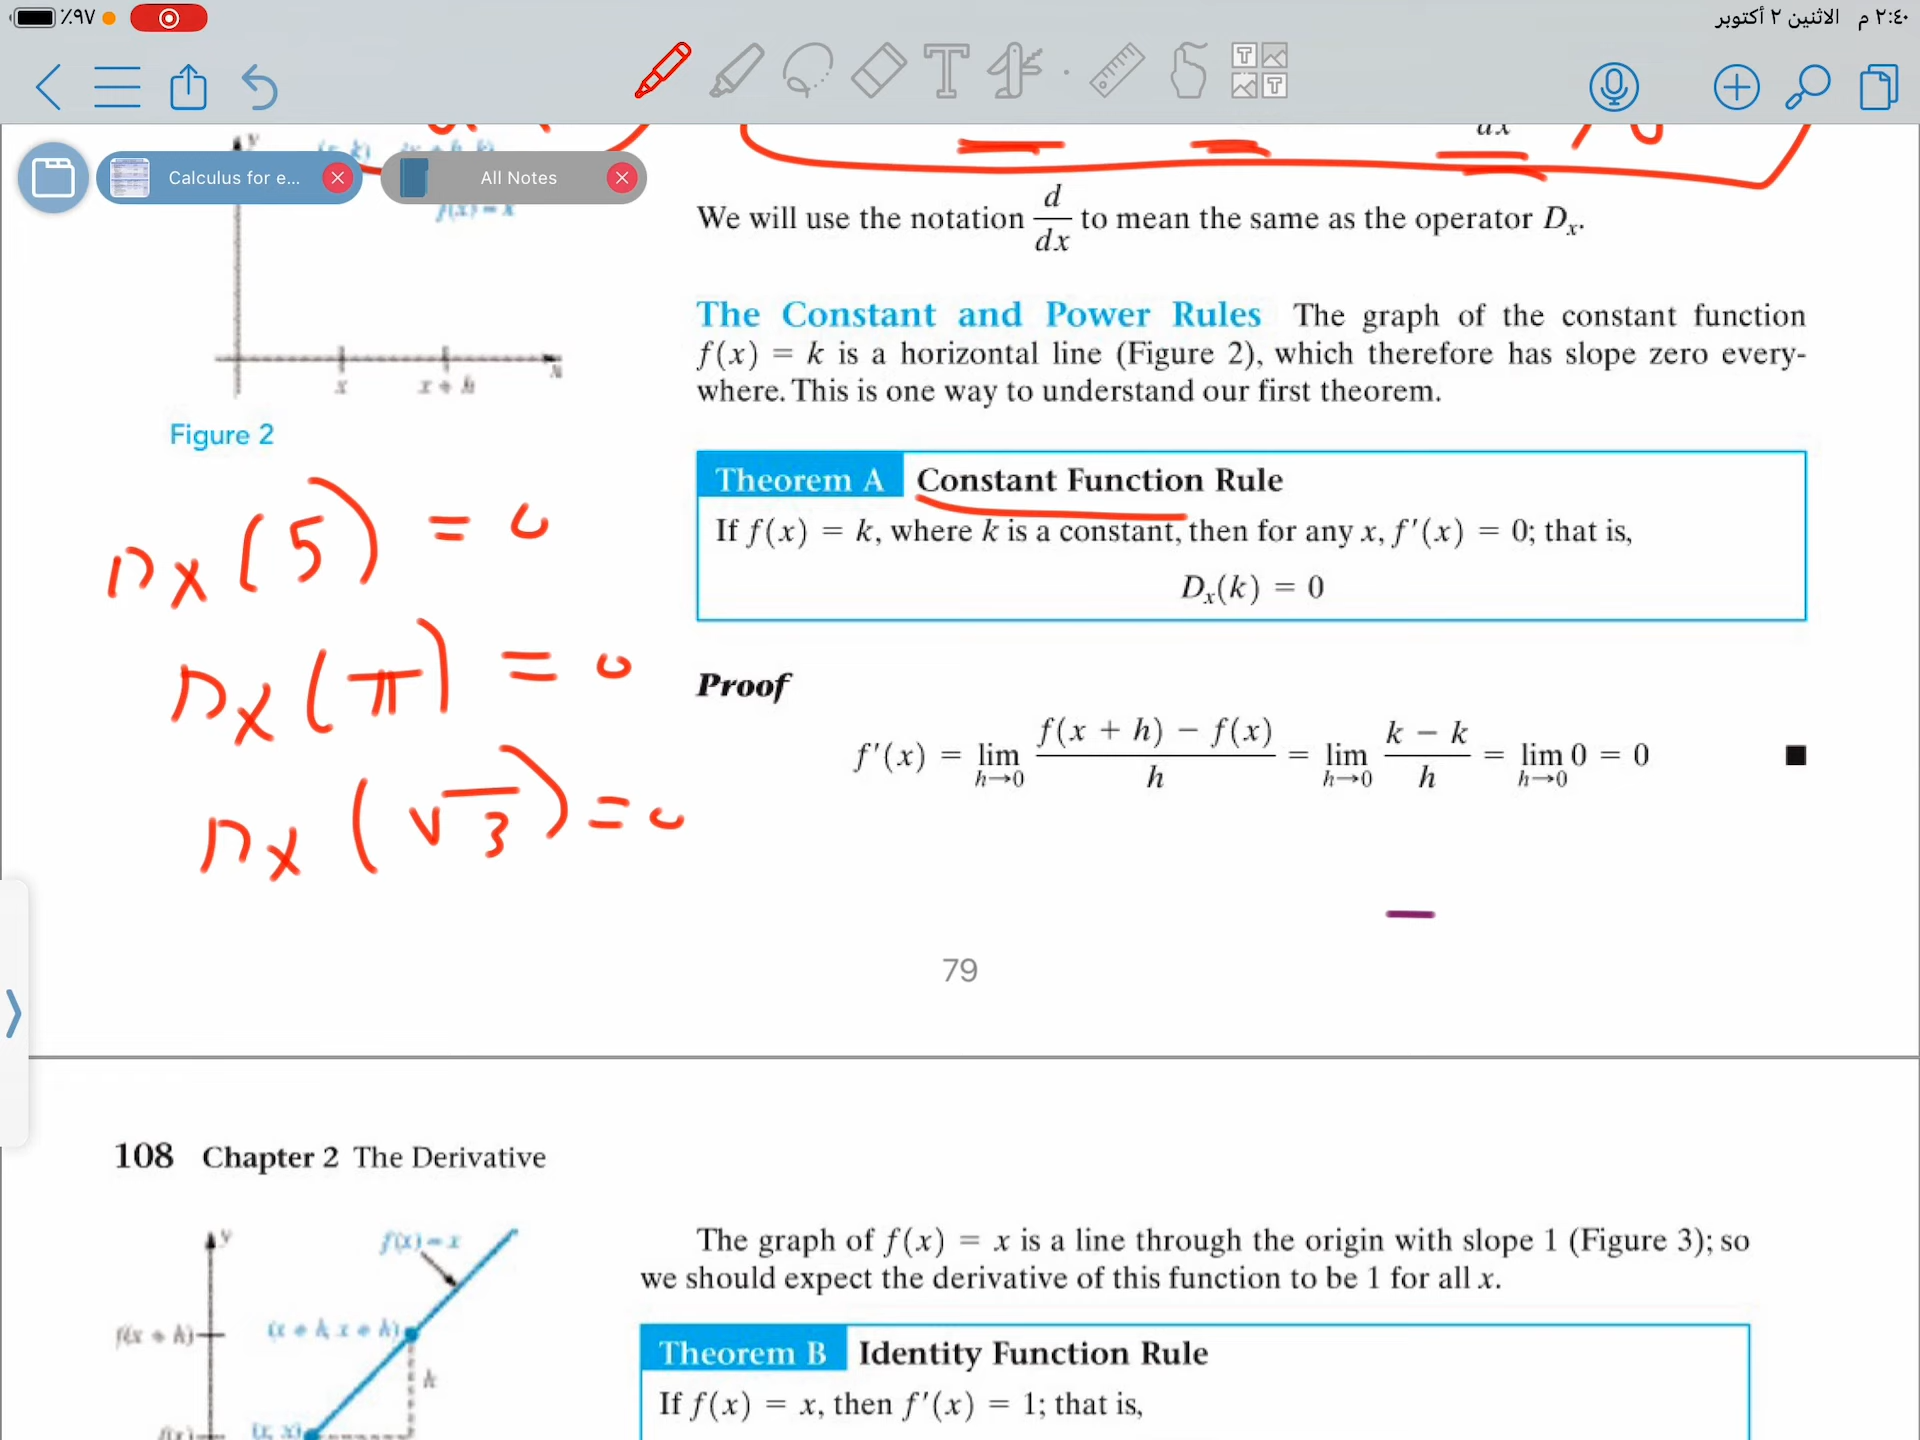 ٪٩٧
٢:٤٠ م الاثنين ٢ أكتوبر
Calculus for e...
All Notes
dx
y
f(x) = k
x
x + h
Figure 2
We will use the notation d/dx to mean the same as the operator Dₓ.
The Constant and Power Rules The graph of the constant function
f(x) = k is a horizontal line (Figure 2), which therefore has slope zero every-
where. This is one way to understand our first theorem.
Theorem A Constant Function Rule
If f(x) = k, where k is a constant, then for any x, f′(x) = 0; that is,
Dₓ(k) = 0
Dx(5) = 0
Dx(π) = 0
Dx(√3) = 0
Proof
f′(x) = lim h→0 (f(x + h) − f(x))/h = lim h→0 (k − k)/h = lim h→0 0 = 0 ■
79
108 Chapter 2 The Derivative
y
f(x) = x
f(x + h)
(x + h, x + h)
h
f(x)
(x, x)
The graph of f(x) = x is a line through the origin with slope 1 (Figure 3); so
we should expect the derivative of this function to be 1 for all x.
Theorem B Identity Function Rule
If f(x) = x, then f′(x) = 1; that is,